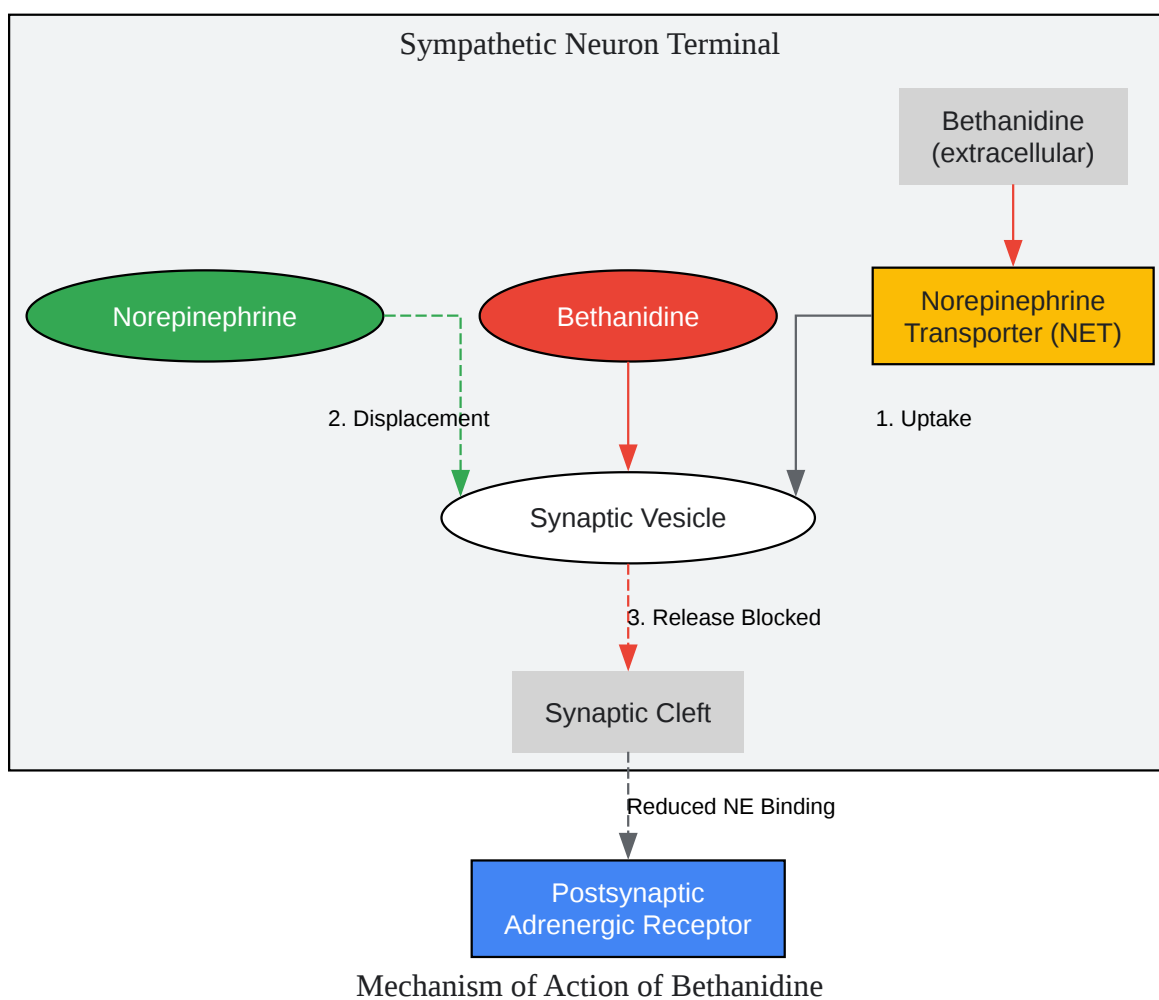 Sympathetic Neuron Terminal
Bethanidine
(extracellular)
Norepinephrine
Bethanidine
Norepinephrine
Transporter (NET)
2. Displacement
1. Uptake
Synaptic Vesicle
3. Release Blocked
Synaptic Cleft
Reduced NE Binding
Postsynaptic
Adrenergic Receptor
Mechanism of Action of Bethanidine